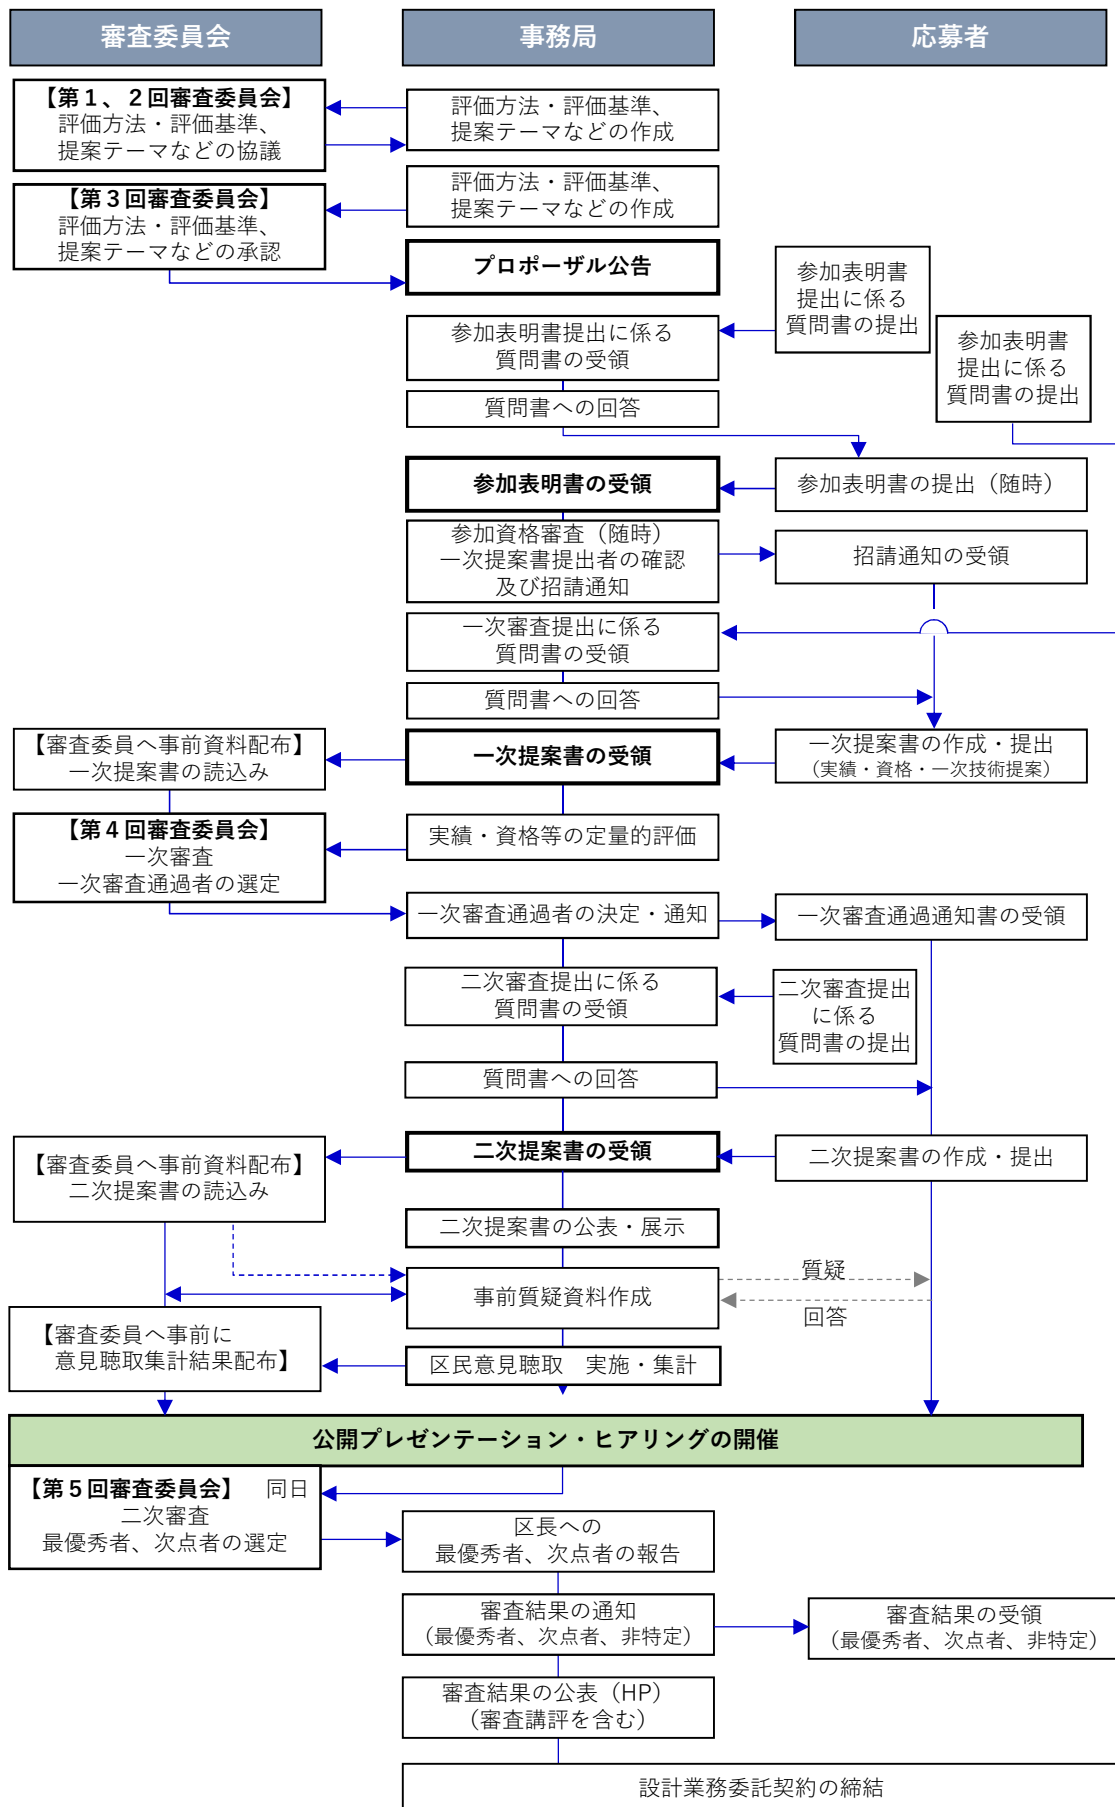 審査委員会
事務局
応募者
【第1、2回審査委員会】
評価方法・評価基準、
提案テーマなどの協議
評価方法・評価基準、
提案テーマなどの作成
【第3回審査委員会】
評価方法・評価基準、
提案テーマなどの承認
評価方法・評価基準、
提案テーマなどの作成
プロポーザル公告
参加表明書
提出に係る
質問書の提出
参加表明書提出に係る
質問書の受領
参加表明書
提出に係る
質問書の提出
質問書への回答
参加表明書の受領
参加表明書の提出（随時）
参加資格審査（随時）
一次提案書提出者の確認
及び招請通知
招請通知の受領
一次審査提出に係る
質問書の受領
質問書への回答
【審査委員へ事前資料配布】
一次提案書の読込み
一次提案書の受領
一次提案書の作成・提出
（実績・資格・一次技術提案）
【第4回審査委員会】
一次審査
一次審査通過者の選定
実績・資格等の定量的評価
一次審査通過者の決定・通知
一次審査通過通知書の受領
二次審査提出に係る
質問書の受領
二次審査提出
に係る
質問書の提出
質問書への回答
【審査委員へ事前資料配布】
二次提案書の読込み
二次提案書の受領
二次提案書の作成・提出
二次提案書の公表・展示
事前質疑資料作成
質疑
回答
【審査委員へ事前に
意見聴取集計結果配布】
区民意見聴取　実施・集計
公開プレゼンテーション・ヒアリングの開催
【第5回審査委員会】　同日
二次審査
最優秀者、次点者の選定
区長への
最優秀者、次点者の報告
審査結果の通知
（最優秀者、次点者、非特定）
審査結果の受領
（最優秀者、次点者、非特定）
審査結果の公表（HP）
（審査講評を含む）
設計業務委託契約の締結